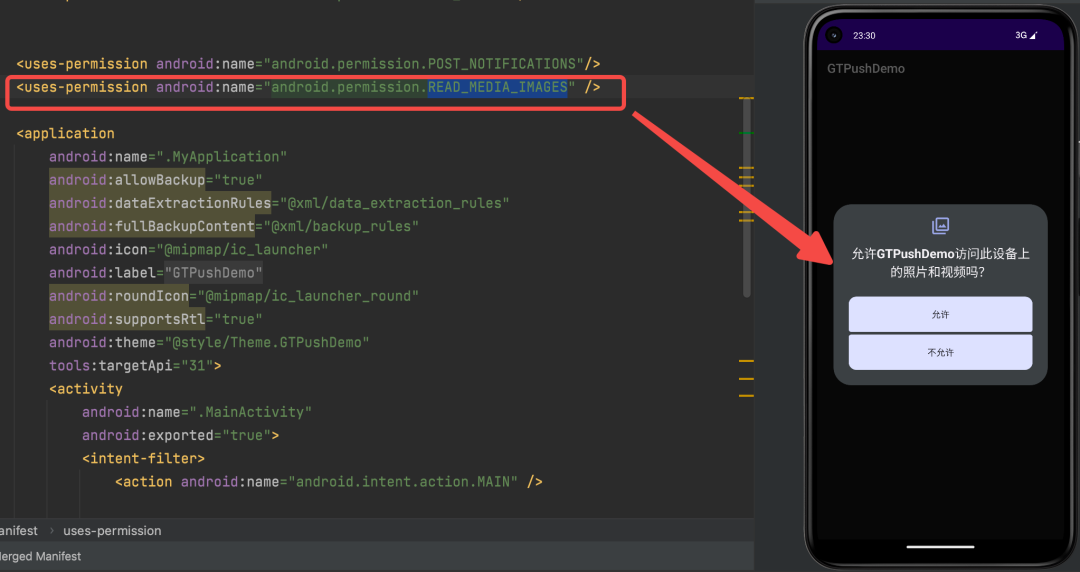 <uses-permission android:name="android.permission.POST_NOTIFICATIONS"/>
<uses-permission android:name="android.permission.READ_MEDIA_IMAGES" />
<application
android:name=".MyApplication"
android:allowBackup="true"
android:dataExtractionRules="@xml/data_extraction_rules"
android:fullBackupContent="@xml/backup_rules"
android:icon="@mipmap/ic_launcher"
android:label="GTPushDemo"
android:roundIcon="@mipmap/ic_launcher_round"
android:supportsRtl="true"
android:theme="@style/Theme.GTPushDemo"
tools:targetApi="31">
<activity
android:name=".MainActivity"
android:exported="true">
<intent-filter>
<action android:name="android.intent.action.MAIN" />
anifest › uses-permission
erged Manifest
23:30
3G
GTPushDemo
允许GTPushDemo访问此设备上
的照片和视频吗?
允许
不允许